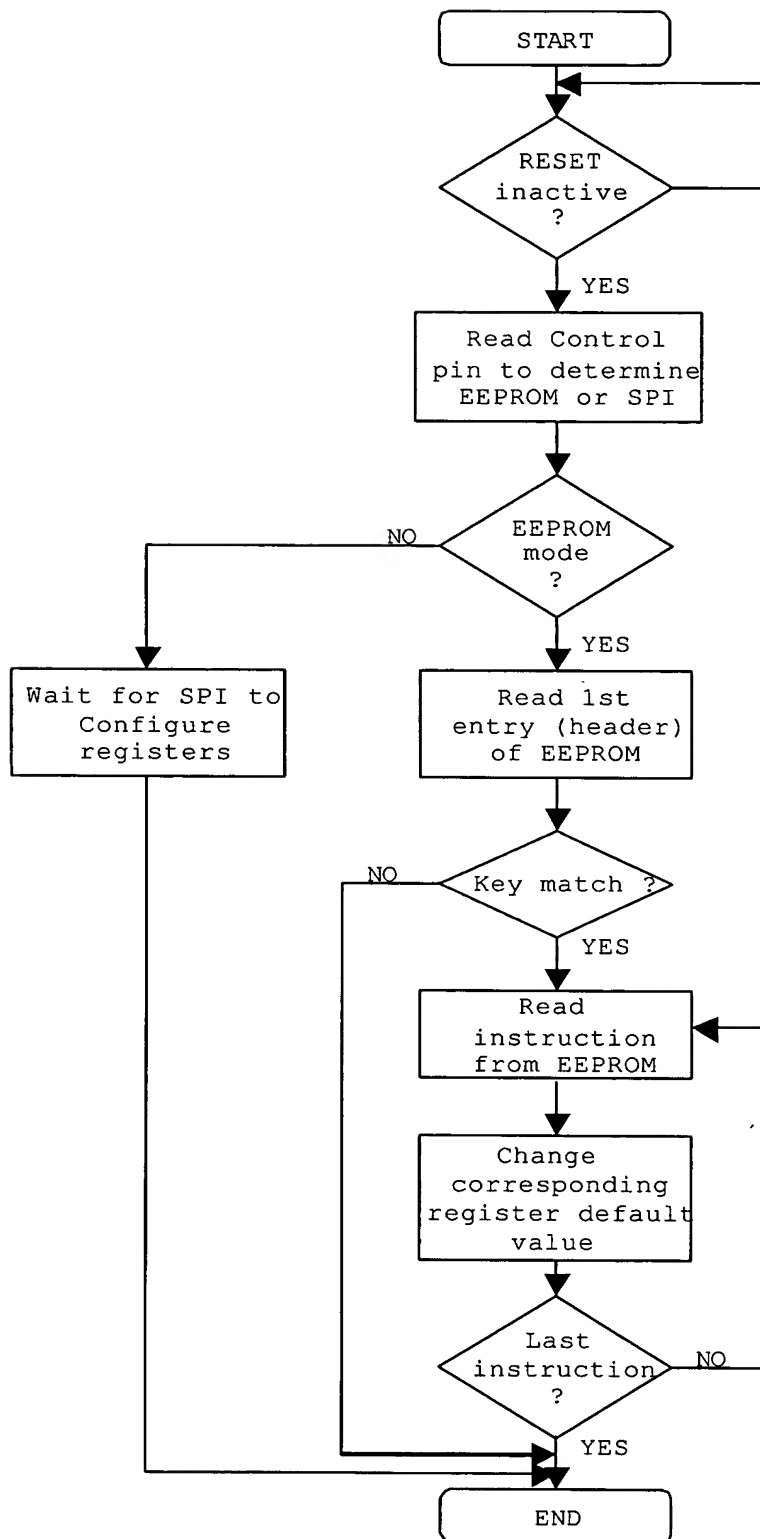 START
RESET
inactive
?
YES
Read Control
pin to determine
EEPROM or SPI
NO
EEPROM
mode
?
YES
Wait for SPI to
Configure
registers
Read 1st
entry (header)
of EEPROM
NO
Key match ?
YES
Read
instruction
from EEPROM
Change
corresponding
register default
value
Last
instruction
?
NO
YES
END